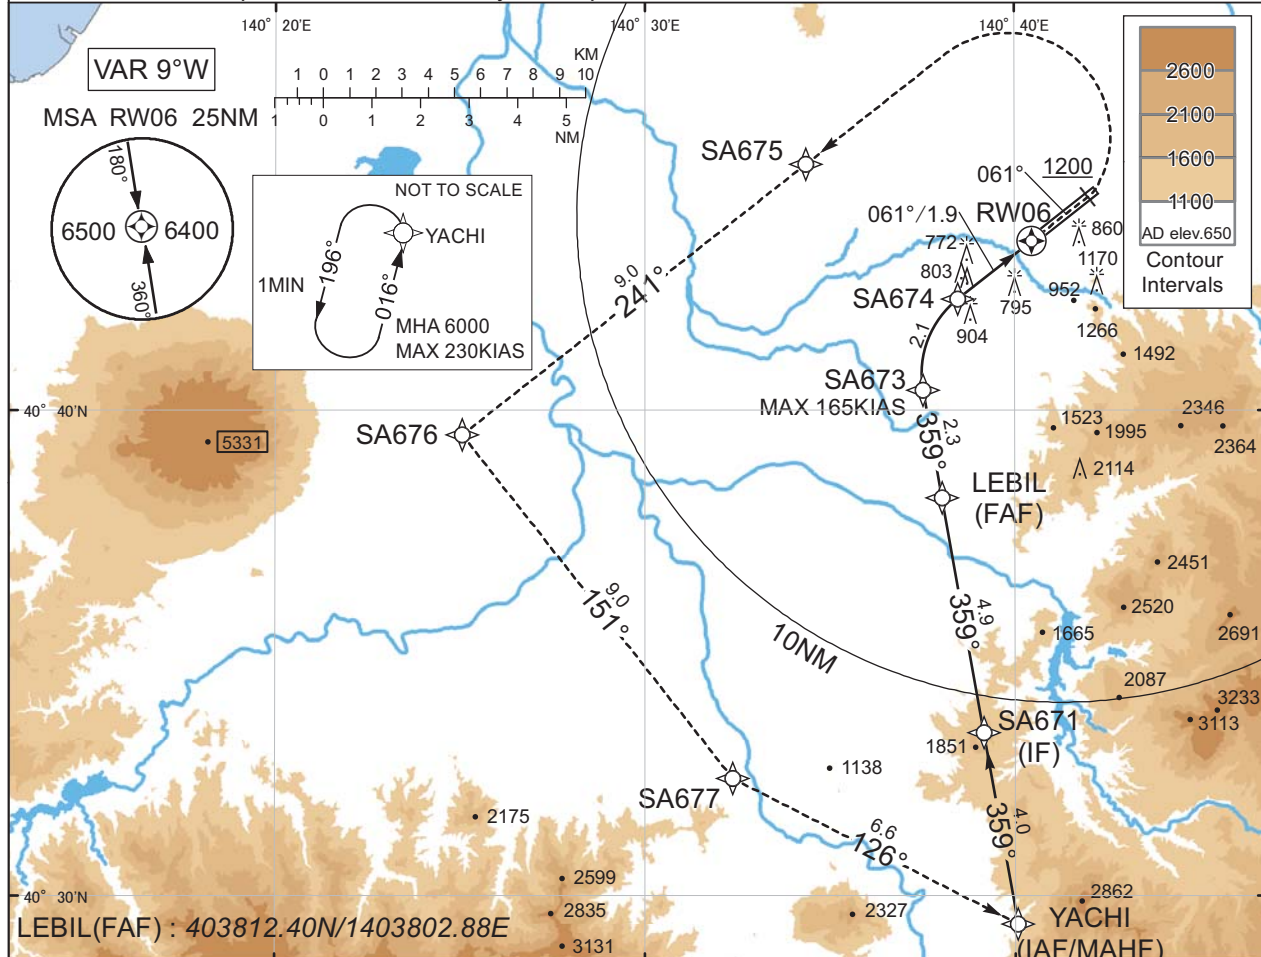 140° 20'E
140° 30'E
140° 40'E
VAR 9°W
MSA RW06 25NM
180°
6500
6400
360°
KM
1 0 1 2 3 4 5 6 7 8 9 10
1 0 1 2 3 4 5
NM
NOT TO SCALE
YACHI
1MIN
196°
016°
MHA 6000
MAX 230KIAS
2600
2100
1600
1100
AD elev.650
Contour
Intervals
SA675
061°
1200
RW06
061°/1.9
772
860
803
1170
SA674
795
952
904
1266
9.0
241°
2.1
1492
SA673
MAX 165KIAS
40° 40'N
5331
SA676
2.3
359°
1523
1995
2346
2364
2114
LEBIL
(FAF)
2451
2520
2691
4.9
359°
1665
9.0
151°
10NM
2087
3233
3113
SA671
(IF)
1851
1138
SA677
2175
4.0
359°
6.6
126°
2599
2862
40° 30'N
2835
2327
YACHI
(IAF/MAHF)
LEBIL(FAF) : 403812.40N/1403802.88E
3131